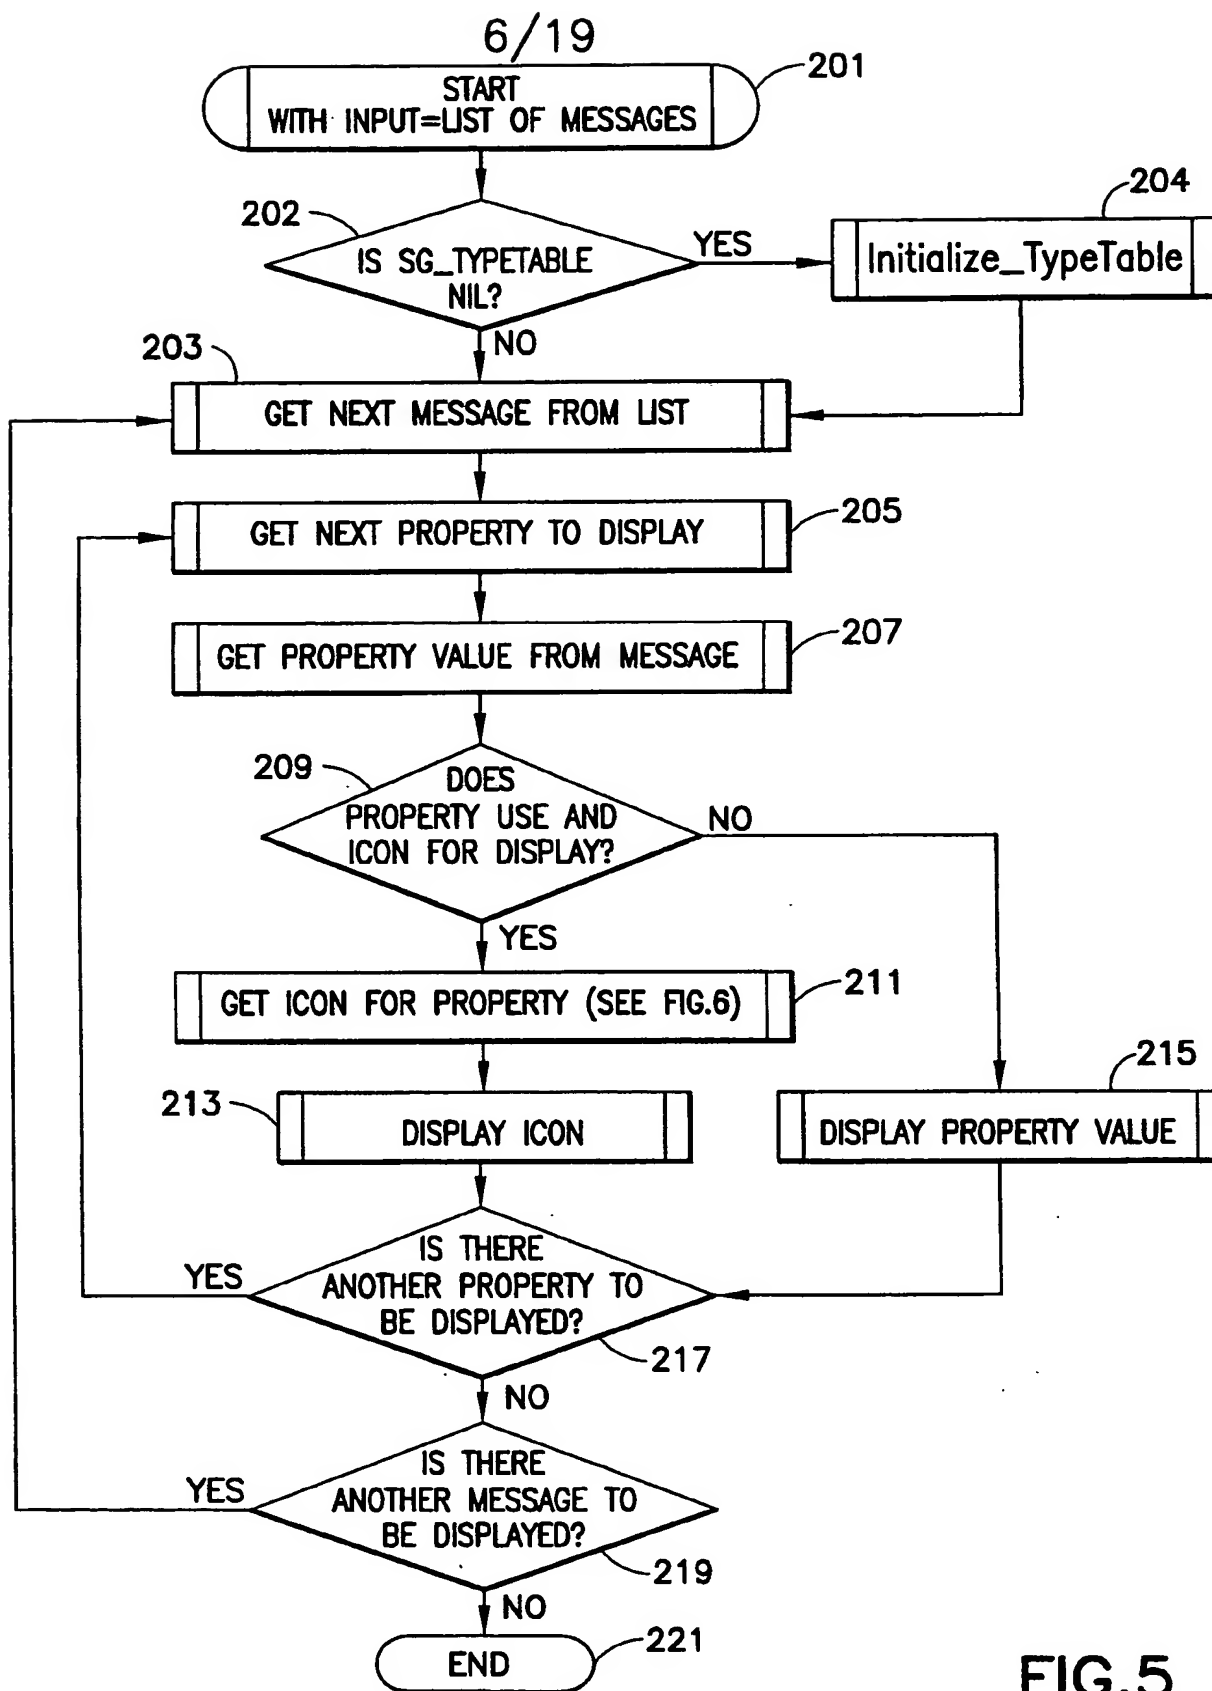 6/19
START
WITH INPUT=LIST OF MESSAGES
201
202
IS SG_TYPETABLE
NIL?
YES
204
Initialize_TypeTable
NO
203
GET NEXT MESSAGE FROM LIST
GET NEXT PROPERTY TO DISPLAY
205
GET PROPERTY VALUE FROM MESSAGE
207
209
DOES
PROPERTY USE AND
ICON FOR DISPLAY?
NO
YES
GET ICON FOR PROPERTY (SEE FIG.6)
211
213
DISPLAY ICON
215
DISPLAY PROPERTY VALUE
IS THERE
ANOTHER PROPERTY TO
BE DISPLAYED?
YES
217
NO
IS THERE
ANOTHER MESSAGE TO
BE DISPLAYED?
YES
219
NO
END
221
FIG.5